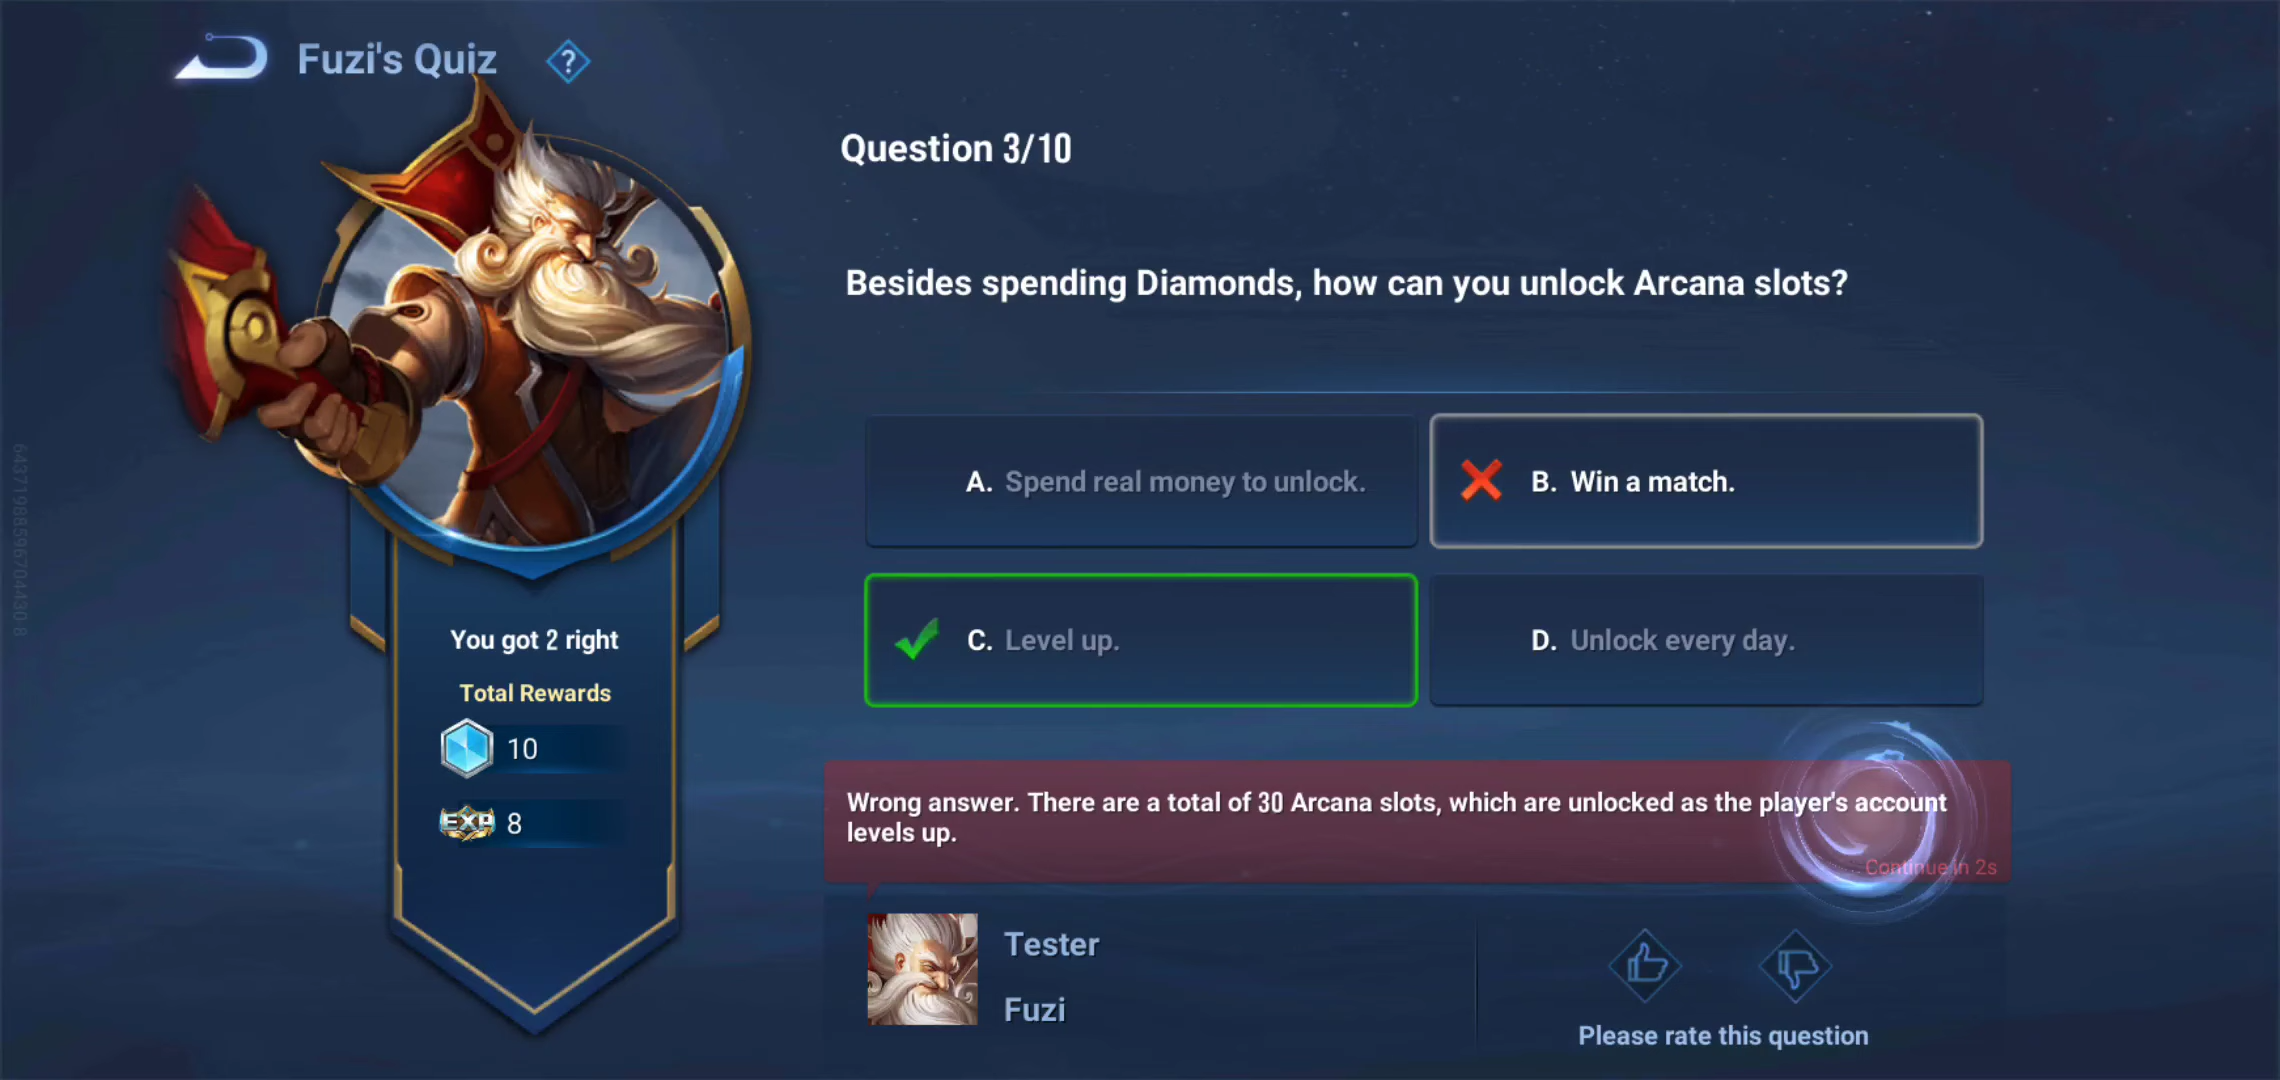 Fuzi's Quiz
?
Question 3/10
Besides spending Diamonds, how can you unlock Arcana slots?
A. Spend real money to unlock.
B. Win a match.
C. Level up.
D. Unlock every day.
You got 2 right
Total Rewards
10
EXP 8
Wrong answer. There are a total of 30 Arcana slots, which are unlocked as the player's account
levels up.
Continue in 2s
Tester
Fuzi
Please rate this question